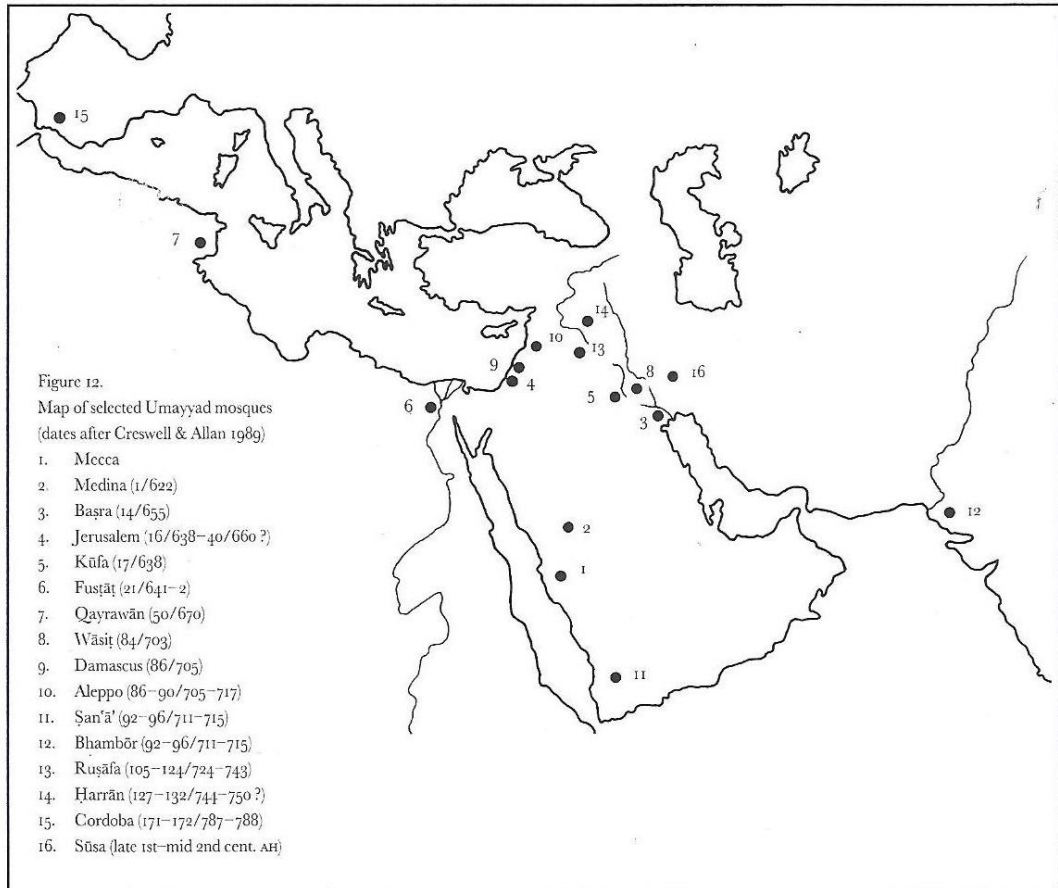 15
7
14
10
13
9
4
8
16
5
6
3
12
2
1
11
Figure 12.
Map of selected Umayyad mosques
(dates after Creswell & Allan 1989)
1. Mecca
2. Medina (1/622)
3. Baṣra (14/655)
4. Jerusalem (16/638–40/660 ?)
5. Kūfa (17/638)
6. Fusṭāṭ (21/641–2)
7. Qayrawān (50/670)
8. Wāsiṭ (84/703)
9. Damascus (86/705)
10. Aleppo (86–90/705–717)
11. Ṣan'ā' (92–96/711–715)
12. Bhambōr (92–96/711–715)
13. Ruṣāfa (105–124/724–743)
14. Ḥarrān (127–132/744–750 ?)
15. Cordoba (171–172/787–788)
16. Sūsa (late 1st–mid 2nd cent. AH)